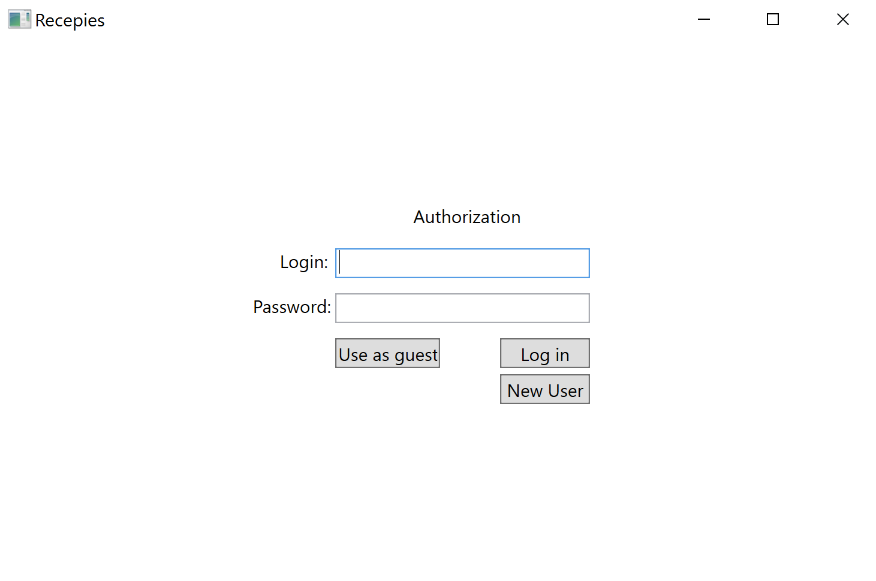 Recepies
Authorization
Login:
Password:
Use as guest
Log in
New User